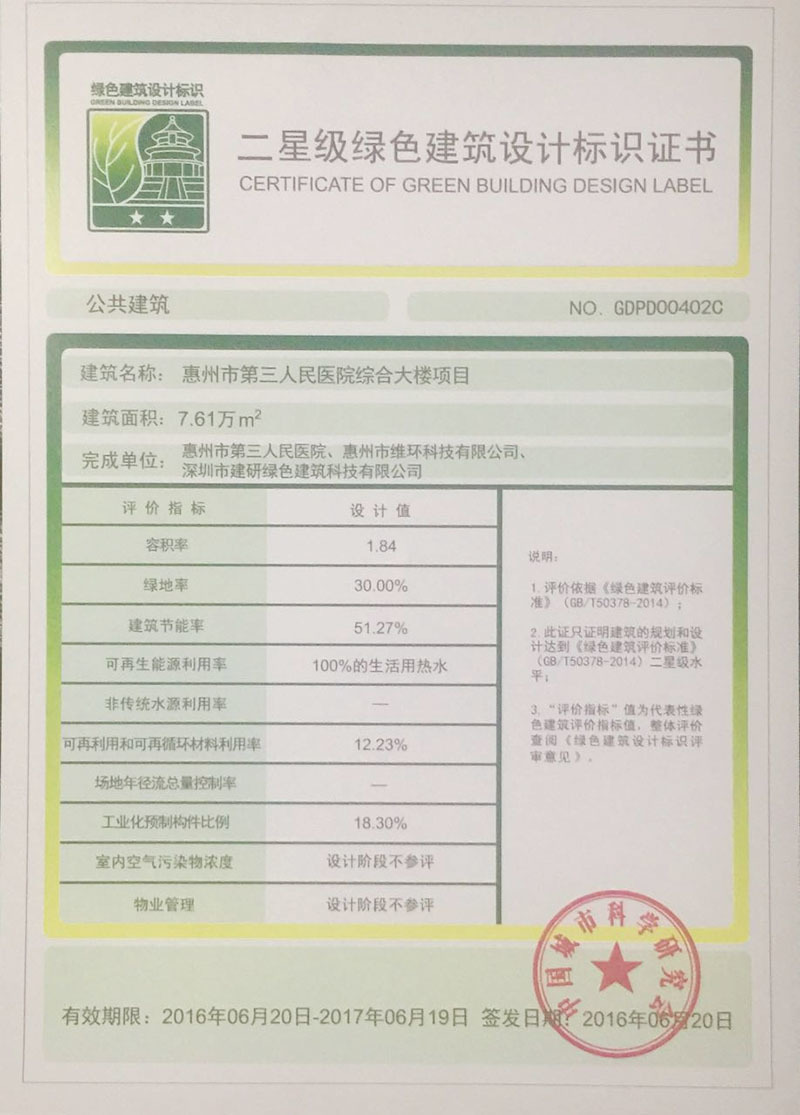 绿色建筑设计标识
GREEN BUILDING DESIGN LABEL
二星级绿色建筑设计标识证书
CERTIFICATE OF GREEN BUILDING DESIGN LABEL
公共建筑
NO. GDPD00402C
建筑名称: 惠州市第三人民医院综合大楼项目
建筑面积: 7.61万m²
完成单位: 惠州市第三人民医院、惠州市维环科技有限公司、
深圳市建研绿色建筑科技有限公司
评价指标 设计值
容积率 1.84
绿地率 30.00%
建筑节能率 51.27%
可再生能源利用率 100%的生活用热水
非传统水源利用率 —
可再利用和可再循环材料利用率 12.23%
场地年径流总量控制率 —
工业化预制构件比例 18.30%
室内空气污染物浓度 设计阶段不参评
物业管理 设计阶段不参评
说明:
1. 评价依据《绿色建筑评价标
准》(GB/T50378-2014);
2. 此证只证明建筑的规划和设
计达到《绿色建筑评价标准》
(GB/T50378-2014)二星级水
平;
3. “评价指标”值为代表性绿
色建筑评价指标值,整体评价
查阅《绿色建筑设计标识评
审意见》。
中国城市科学研究会
有效期限: 2016年06月20日-2017年06月19日 签发日期: 2016年06月20日